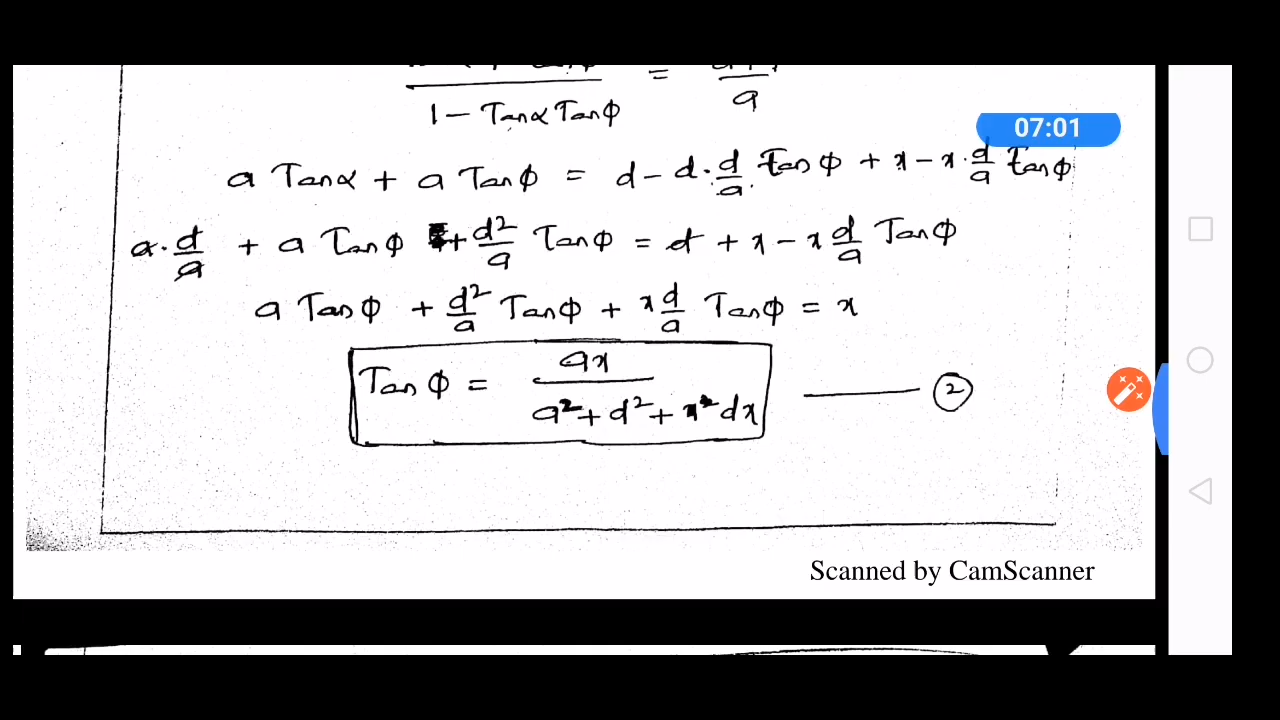 =
a
1 - Tanα Tanϕ
07:01
a Tanα + a Tanϕ = d - d·d/a Tanϕ + x - x·d/a Tanϕ
a·d/a + a Tanϕ + d²/a Tanϕ = d + x - x d/a Tanϕ
a Tanϕ + d²/a Tanϕ + x d/a Tanϕ = x
Tanϕ = ax / a² + d² + dx ——— ②
Scanned by CamScanner